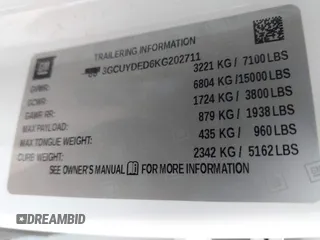 GM
TRAILERING INFORMATION
3GCUYDED6KG202711
GVWR: 3221 KG / 7100 LBS
GCWR: 6804 KG/15000 LBS
GAWR RR: 1724 KG / 3800 LBS
MAX PAYLOAD: 879 KG / 1938 LBS
MAX TONGUE WEIGHT: 435 KG / 960 LBS
CURB WEIGHT: 2342 KG / 5162 LBS
SEE OWNER'S MANUAL FOR MORE INFORMATION
DREAMBID